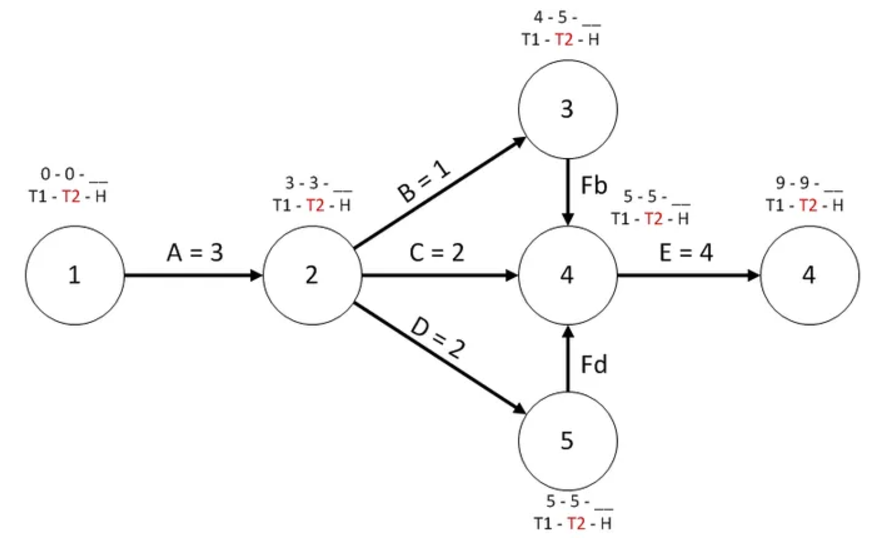 4 - 5 - __
T1 - T2 - H
3
0 - 0 - __
T1 - T2 - H
3 - 3 - __
T1 - T2 - H
B = 1
Fb
5 - 5 - __
T1 - T2 - H
9 - 9 - __
T1 - T2 - H
1
A = 3
2
C = 2
4
E = 4
4
D = 2
Fd
5
5 - 5 - __
T1 - T2 - H